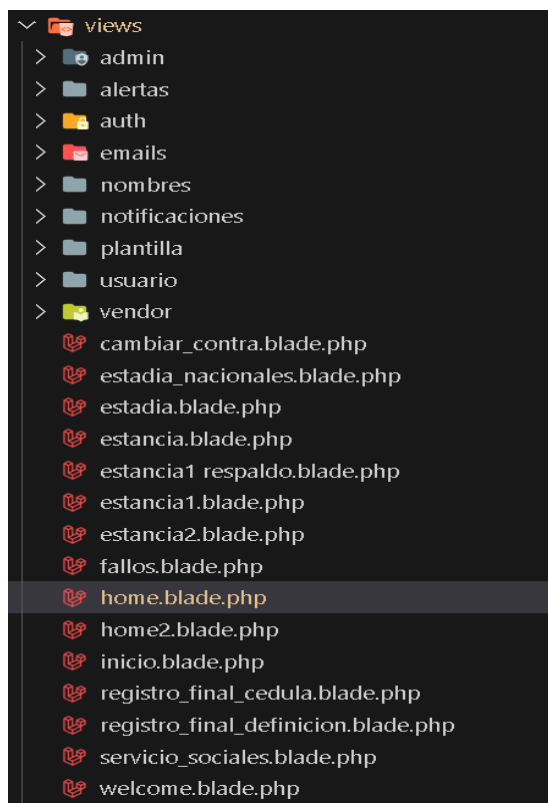 views
admin
alertas
auth
emails
nombres
notificaciones
plantilla
usuario
vendor
cambiar_contra.blade.php
estadia_nacionales.blade.php
estadia.blade.php
estancia.blade.php
estancia1 respaldo.blade.php
estancia1.blade.php
estancia2.blade.php
fallos.blade.php
home.blade.php
home2.blade.php
inicio.blade.php
registro_final_cedula.blade.php
registro_final_definicion.blade.php
servicio_sociales.blade.php
welcome.blade.php